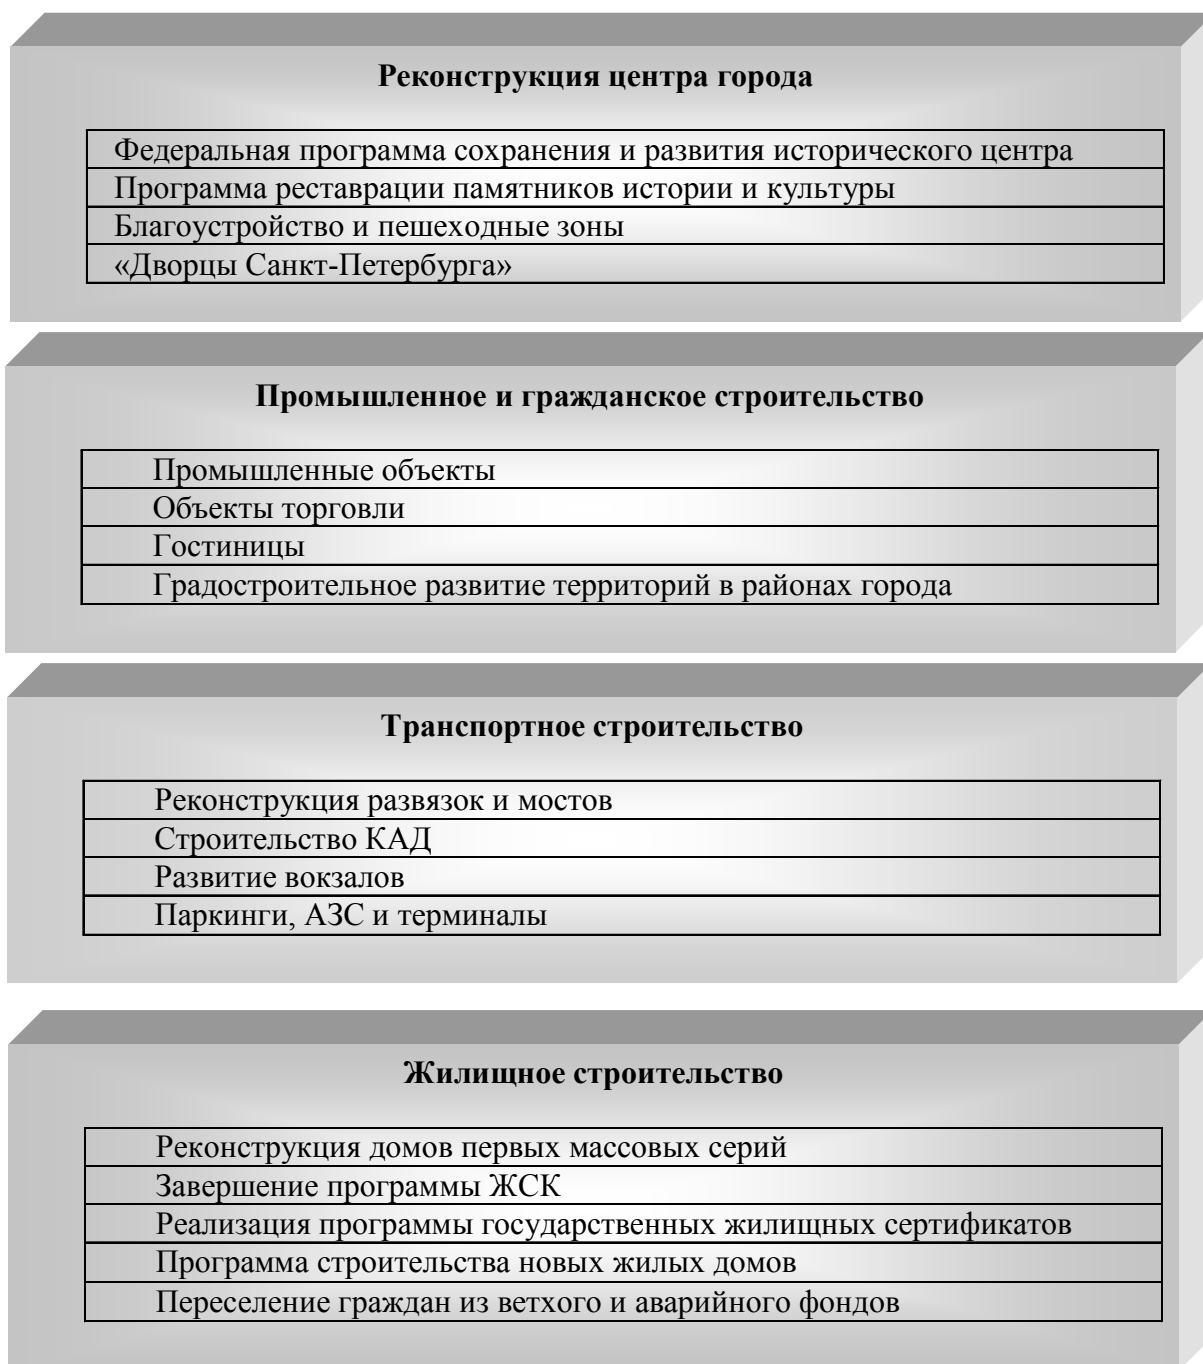 Реконструкция центра города
Федеральная программа сохранения и развития исторического центра
Программа реставрации памятников истории и культуры
Благоустройство и пешеходные зоны
«Дворцы Санкт-Петербурга»
Промышленное и гражданское строительство
Промышленные объекты
Объекты торговли
Гостиницы
Градостроительное развитие территорий в районах города
Транспортное строительство
Реконструкция развязок и мостов
Строительство КАД
Развитие вокзалов
Паркинги, АЗС и терминалы
Жилищное строительство
Реконструкция домов первых массовых серий
Завершение программы ЖСК
Реализация программы государственных жилищных сертификатов
Программа строительства новых жилых домов
Переселение граждан из ветхого и аварийного фондов